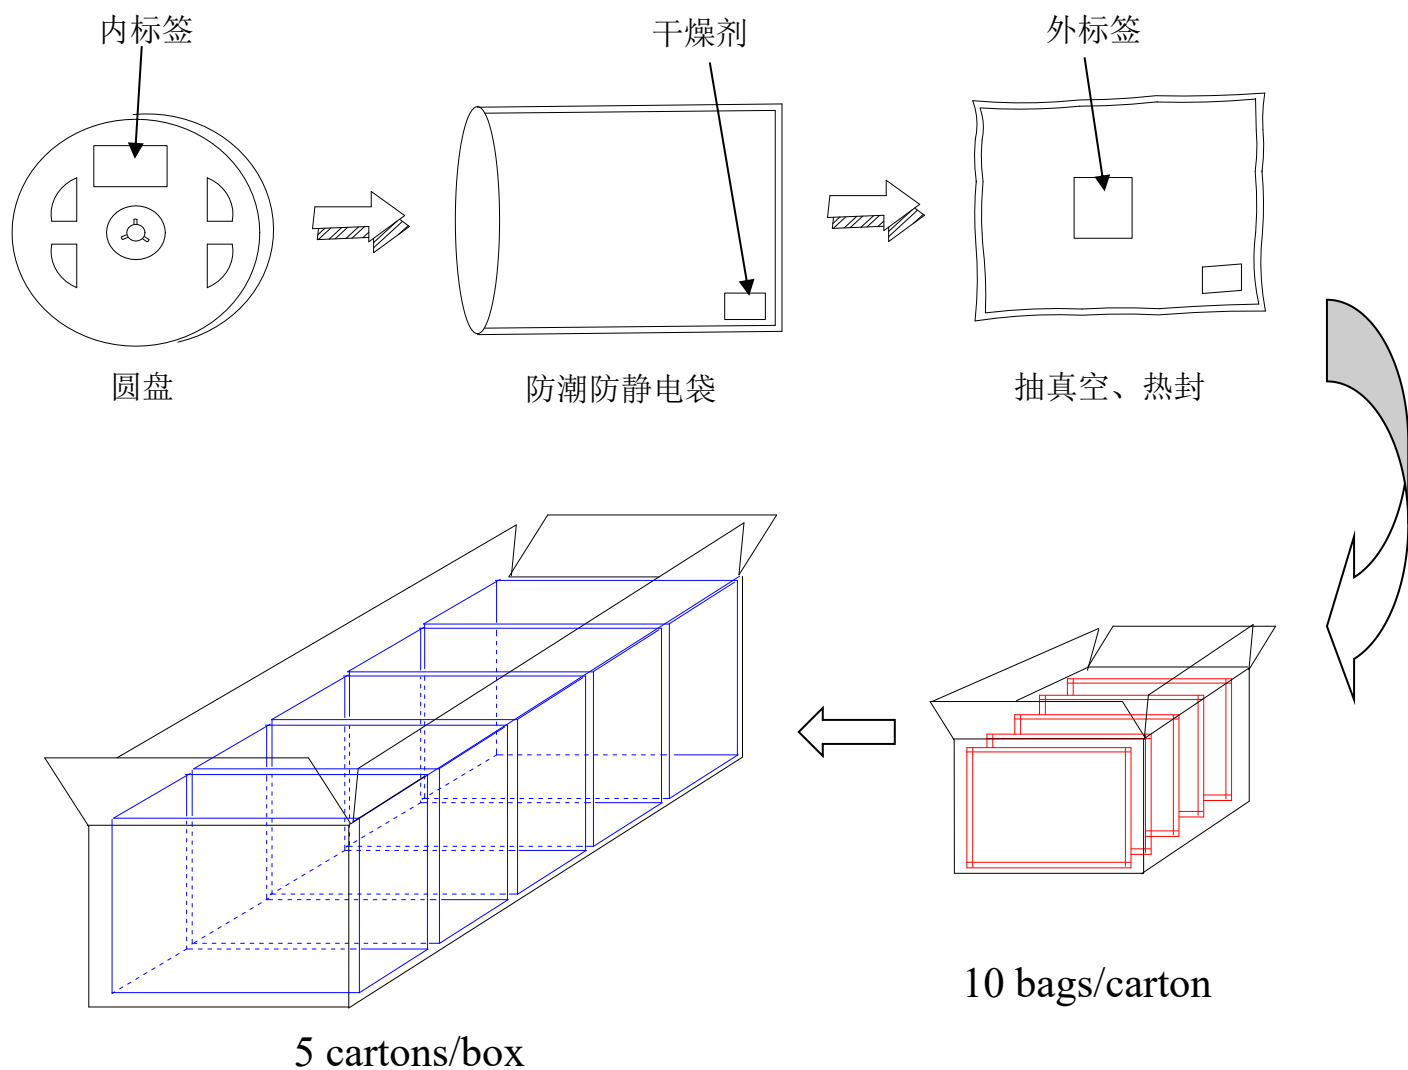 内标签
干燥剂
外标签
圆盘
防潮防静电袋
抽真空、热封
10 bags/carton
5 cartons/box